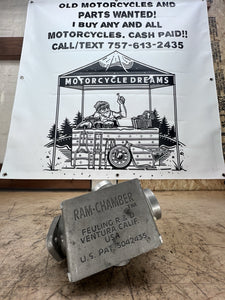 OLD MOTORCYCLES AND
PARTS WANTED!
I BUY ANY AND ALL
MOTORCYCLES. CASH PAID!!
CALL/TEXT 757-613-2435
MOTORCYCLE DREAMS
RAM-CHAMBER TM
FEULING R & D
VENTURA CALIF.
USA
U.S. PAT. 5042455